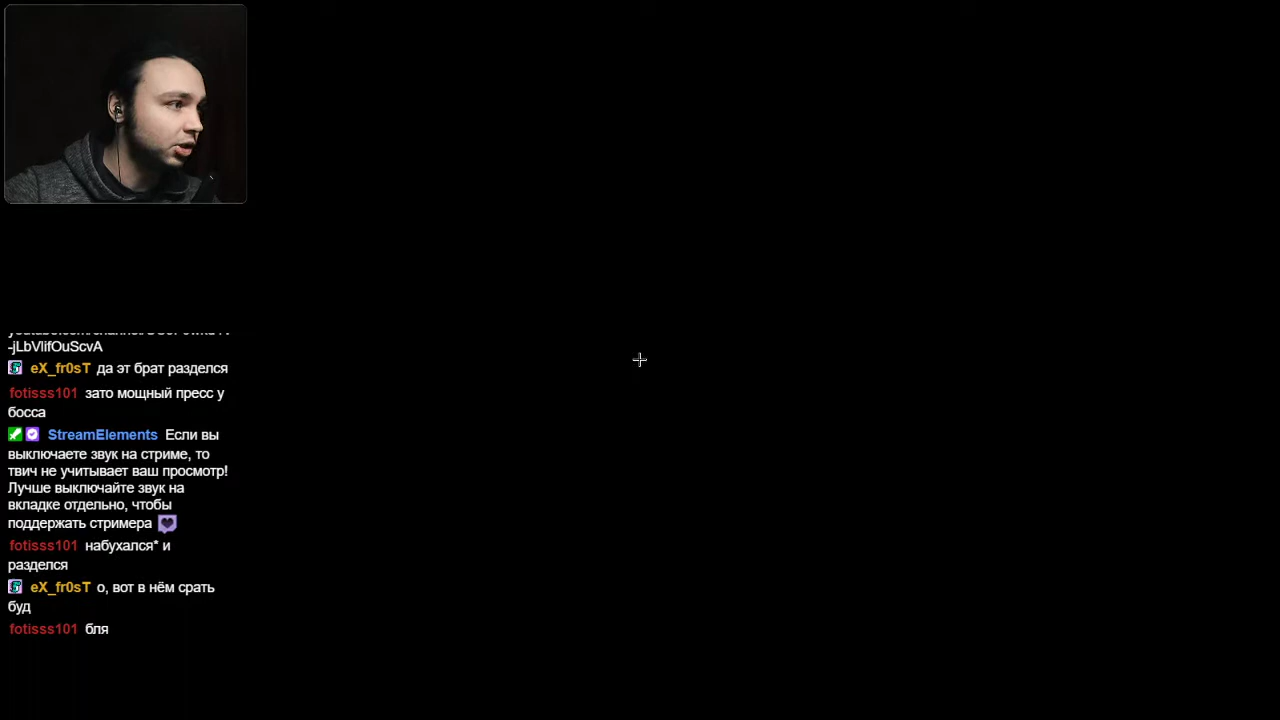 -jLbVlifOuScvA
eX_fr0sT да эт брат разделся
fotisss101 зато мощный пресс у
босса
StreamElements Если вы
выключаете звук на стриме, то
твич не учитывает ваш просмотр!
Лучше выключайте звук на
вкладке отдельно, чтобы
поддержать стримера
fotisss101 набухался* и
разделся
eX_fr0sT о, вот в нём срать
буд
fotisss101 бля